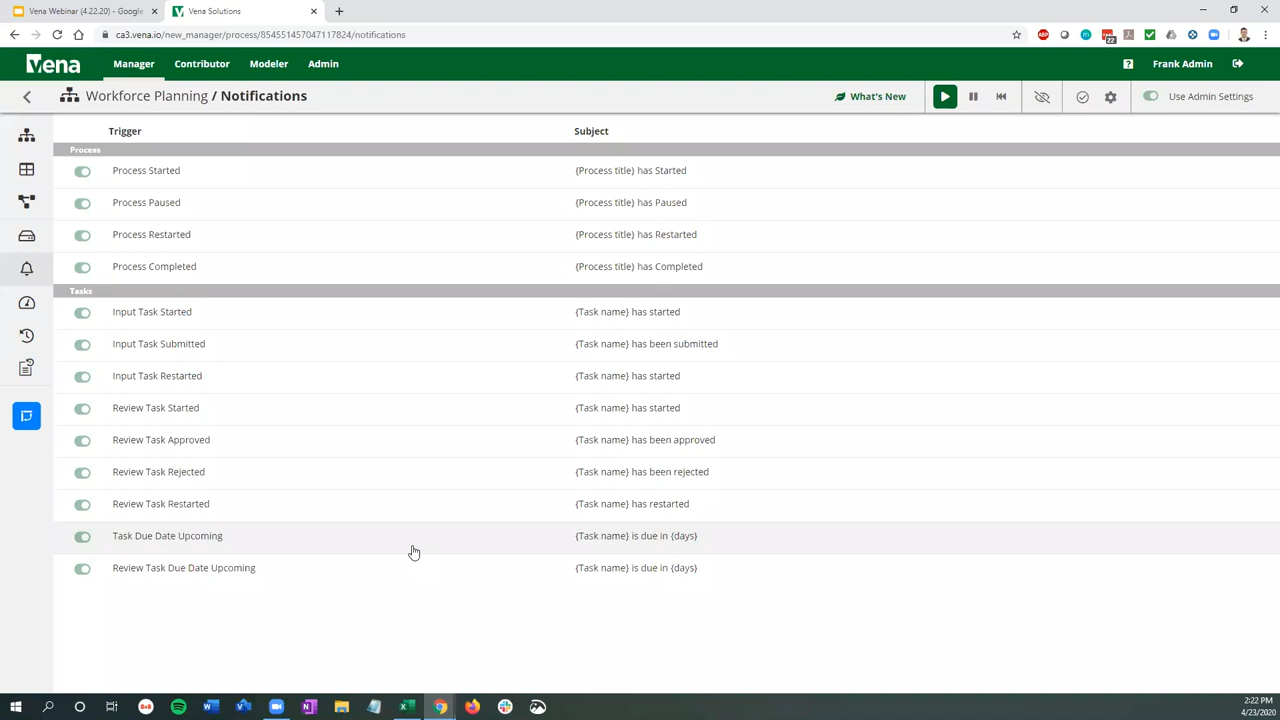 Vena Webinar (4.22.20) - Google
Vena Solutions
ca3.vena.io/new_manager/process/854551457047117824/notifications
22
vena
Manager
Contributor
Modeler
Admin
?
Frank Admin
Workforce Planning / Notifications
What's New
Use Admin Settings
Trigger
Subject
Process
Process Started
{Process title} has Started
Process Paused
{Process title} has Paused
Process Restarted
{Process title} has Restarted
Process Completed
{Process title} has Completed
Tasks
Input Task Started
{Task name} has started
Input Task Submitted
{Task name} has been submitted
Input Task Restarted
{Task name} has started
Review Task Started
{Task name} has started
Review Task Approved
{Task name} has been approved
Review Task Rejected
{Task name} has been rejected
Review Task Restarted
{Task name} has restarted
Task Due Date Upcoming
{Task name} is due in {days}
Review Task Due Date Upcoming
{Task name} is due in {days}
2:22 PM
4/23/2020